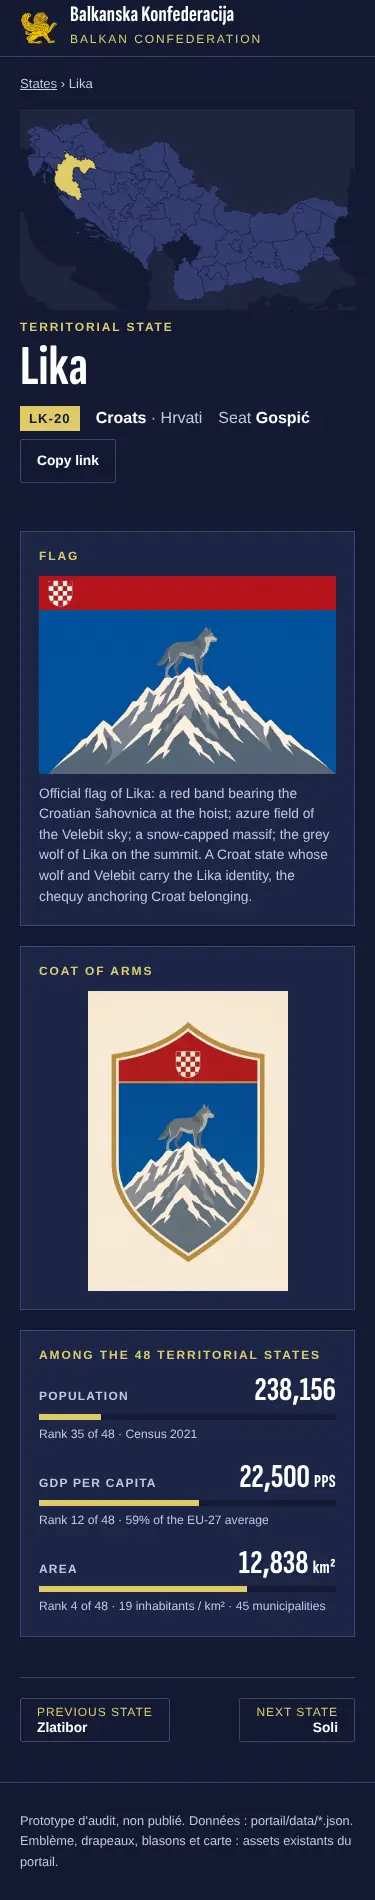 Balkanska Konfederacija
BALKAN CONFEDERATION
States › Lika
TERRITORIAL STATE
Lika
LK-20 Croats · Hrvati Seat Gospić
Copy link
FLAG
Official flag of Lika: a red band bearing the
Croatian šahovnica at the hoist; azure field of
the Velebit sky; a snow-capped massif; the grey
wolf of Lika on the summit. A Croat state whose
wolf and Velebit carry the Lika identity, the
chequy anchoring Croat belonging.
COAT OF ARMS
AMONG THE 48 TERRITORIAL STATES
POPULATION 238,156
Rank 35 of 48 · Census 2021
GDP PER CAPITA 22,500 PPS
Rank 12 of 48 · 59% of the EU-27 average
AREA 12,838 km²
Rank 4 of 48 · 19 inhabitants / km² · 45 municipalities
PREVIOUS STATE
Zlatibor
NEXT STATE
Soli
Prototype d'audit, non publié. Données : portail/data/*.json.
Emblème, drapeaux, blasons et carte : assets existants du
portail.